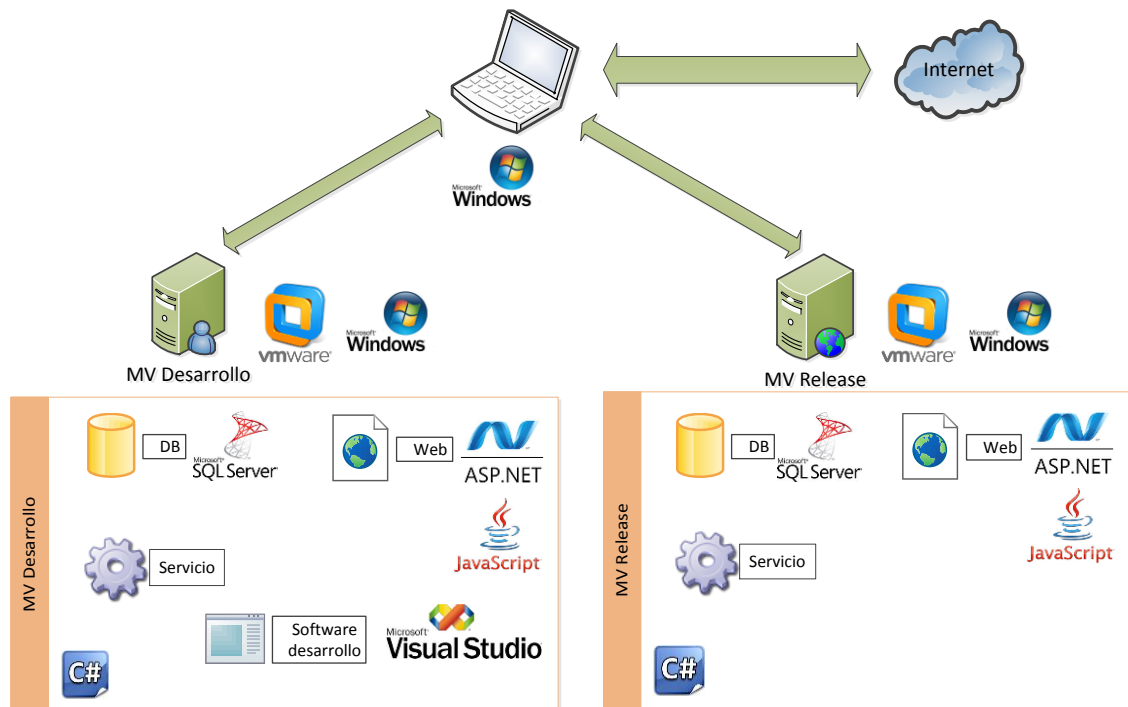 Internet
Microsoft
Windows
vmware
Microsoft
Windows
MV Desarrollo
vmware
Microsoft
Windows
MV Release
MV Desarrollo
DB
Microsoft
SQL Server
Web
ASP.NET
JavaScript
Servicio
Software
desarrollo
Microsoft
Visual Studio
C#
MV Release
DB
Microsoft
SQL Server
Web
ASP.NET
JavaScript
Servicio
C#